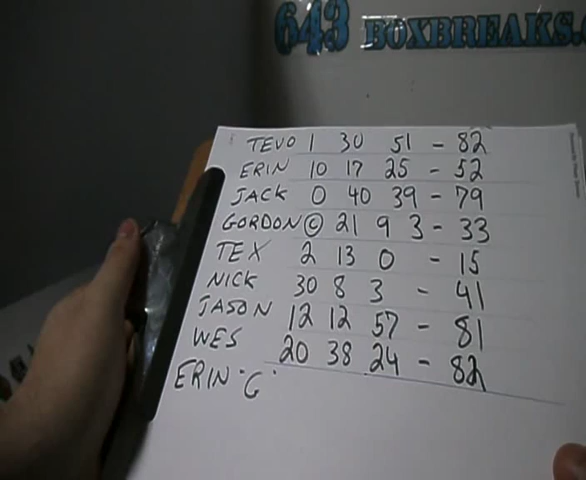 643 BOXBREAKS.
TEVO 1 30 51 - 82
ERIN 10 17 25 - 52
JACK 0 40 39 - 79
GORDON © 21 9 3 - 33
TEX 2 13 0 - 15
NICK 30 8 3 - 41
JASON 12 12 57 - 81
WES 20 38 24 - 82
ERIN "G"